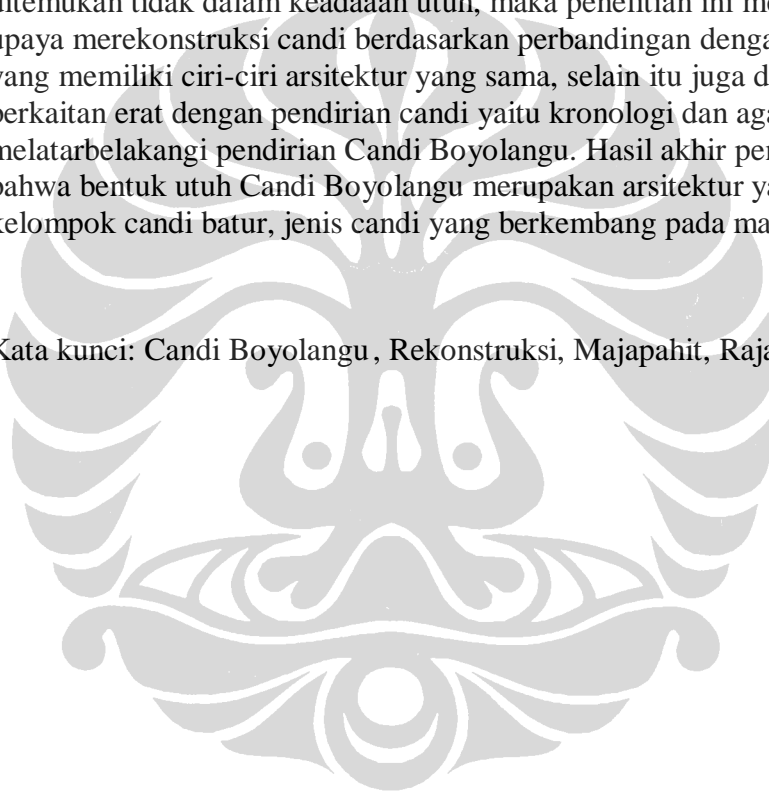 ditemukan tidak dalam keadaaan utuh, maka penelitian ini me
upaya merekonstruksi candi berdasarkan perbandingan denga
yang memiliki ciri-ciri arsitektur yang sama, selain itu juga d
berkaitan erat dengan pendirian candi yaitu kronologi dan aga
melatarbelakangi pendirian Candi Boyolangu. Hasil akhir per
bahwa bentuk utuh Candi Boyolangu merupakan arsitektur ya
kelompok candi batur, jenis candi yang berkembang pada ma
Kata kunci: Candi Boyolangu, Rekonstruksi, Majapahit, Raja